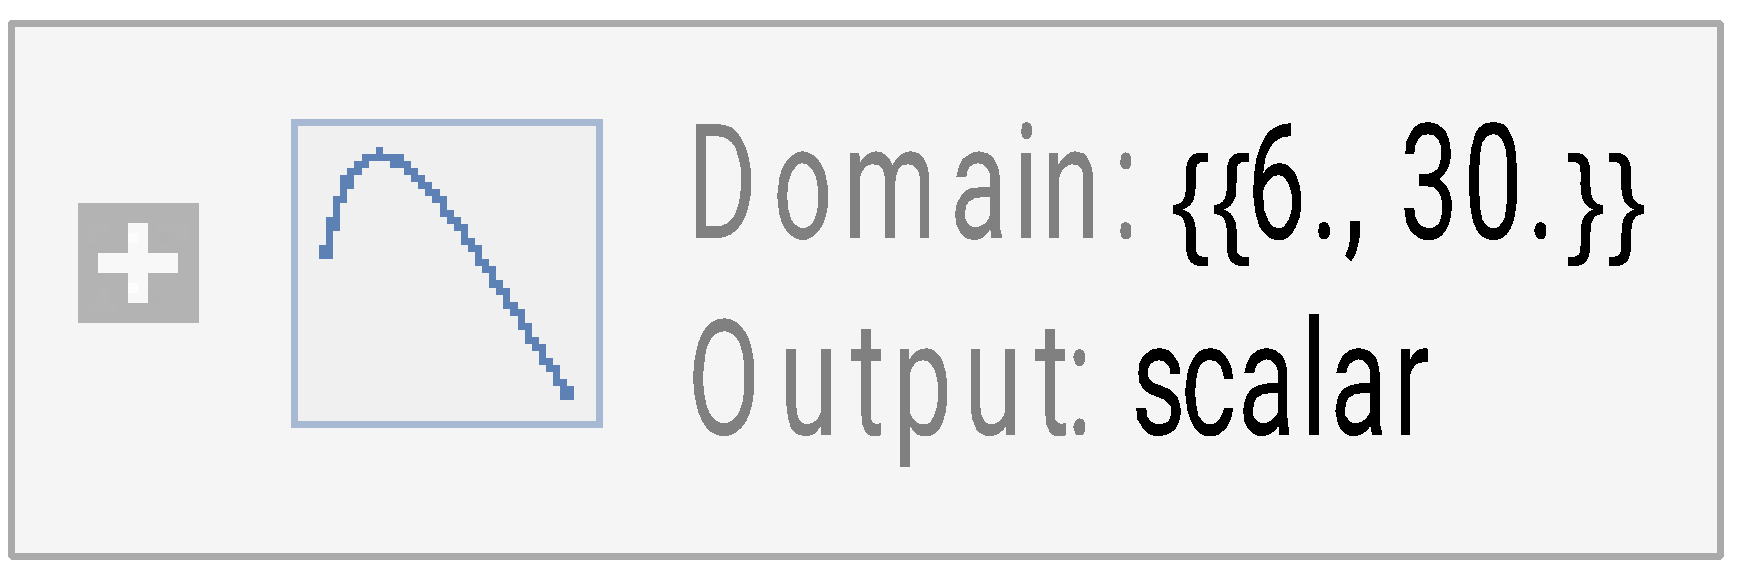 Domain: {{6., 30.}}
Output: scalar